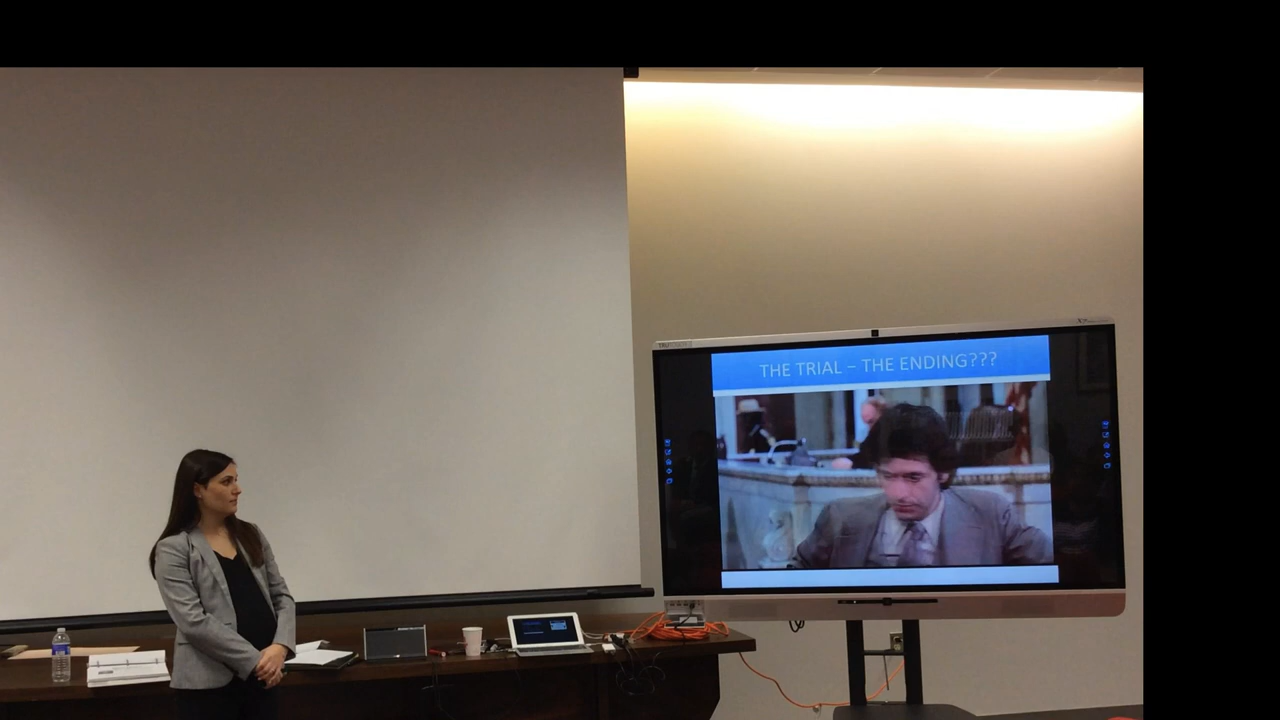 THE TRIAL – THE ENDING???